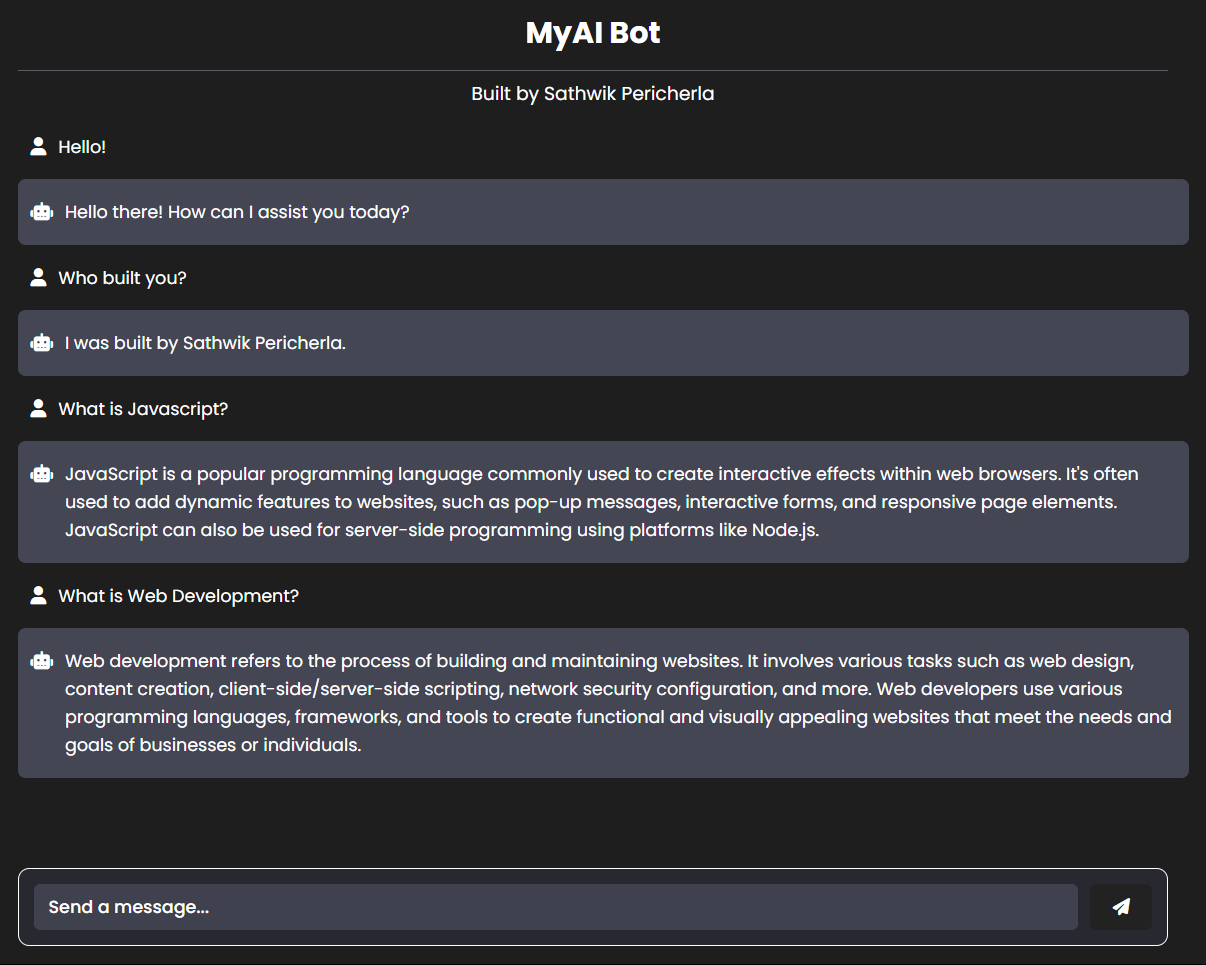 MyAI Bot
Built by Sathwik Pericherla
Hello!
Hello there! How can I assist you today?
Who built you?
I was built by Sathwik Pericherla.
What is Javascript?
JavaScript is a popular programming language commonly used to create interactive effects within web browsers. It's often
used to add dynamic features to websites, such as pop-up messages, interactive forms, and responsive page elements.
JavaScript can also be used for server-side programming using platforms like Node.js.
What is Web Development?
Web development refers to the process of building and maintaining websites. It involves various tasks such as web design,
content creation, client-side/server-side scripting, network security configuration, and more. Web developers use various
programming languages, frameworks, and tools to create functional and visually appealing websites that meet the needs and
goals of businesses or individuals.
Send a message...